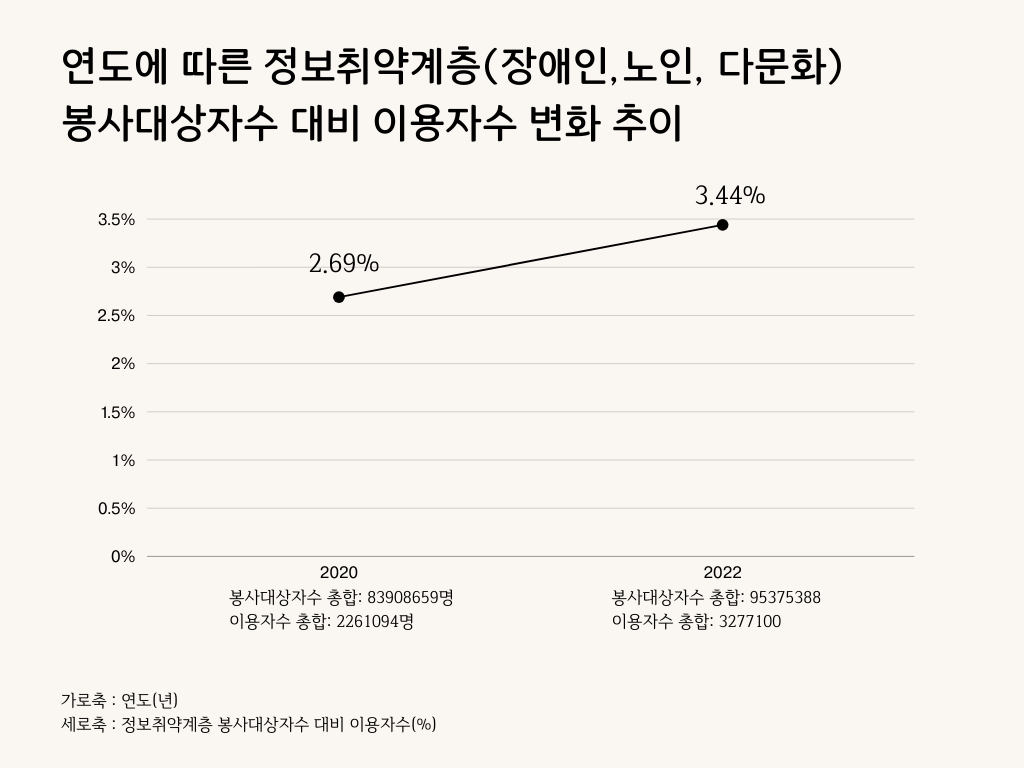 연도에 따른 정보취약계층(장애인,노인, 다문화)
봉사대상자수 대비 이용자수 변화 추이
3.44%
3.5%
2.69%
3%
2.5%
2%
1.5%
1%
0.5%
0%
2020
2022
봉사대상자수 총합: 83908659명
이용자수 총합: 2261094명
봉사대상자수 총합: 95375388
이용자수 총합: 3277100
가로축 : 연도(년)
세로축 : 정보취약계층 봉사대상자수 대비 이용자수(%)